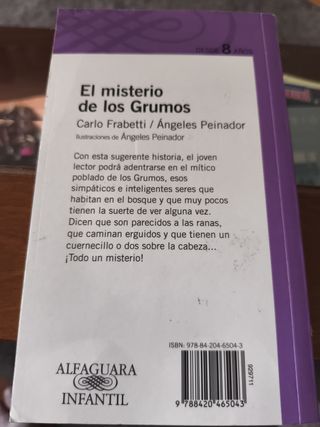 DESDE 8 AÑOS
El misterio
de los Grumos
Carlo Frabetti / Ángeles Peinador
Ilustraciones de Ángeles Peinador
Con esta sugerente historia, el joven
lector podrá adentrarse en el mítico
poblado de los Grumos, esos
simpáticos e inteligentes seres que
habitan en el bosque y que muy pocos
tienen la suerte de ver alguna vez.
Dicen que son parecidos a las ranas,
que caminan erguidos y que tienen un
cuernecillo o dos sobre la cabeza...
¡Todo un misterio!
ISBN: 978-84-204-6504-3
909711
9 788420 465043
ALFAGUARA
INFANTIL